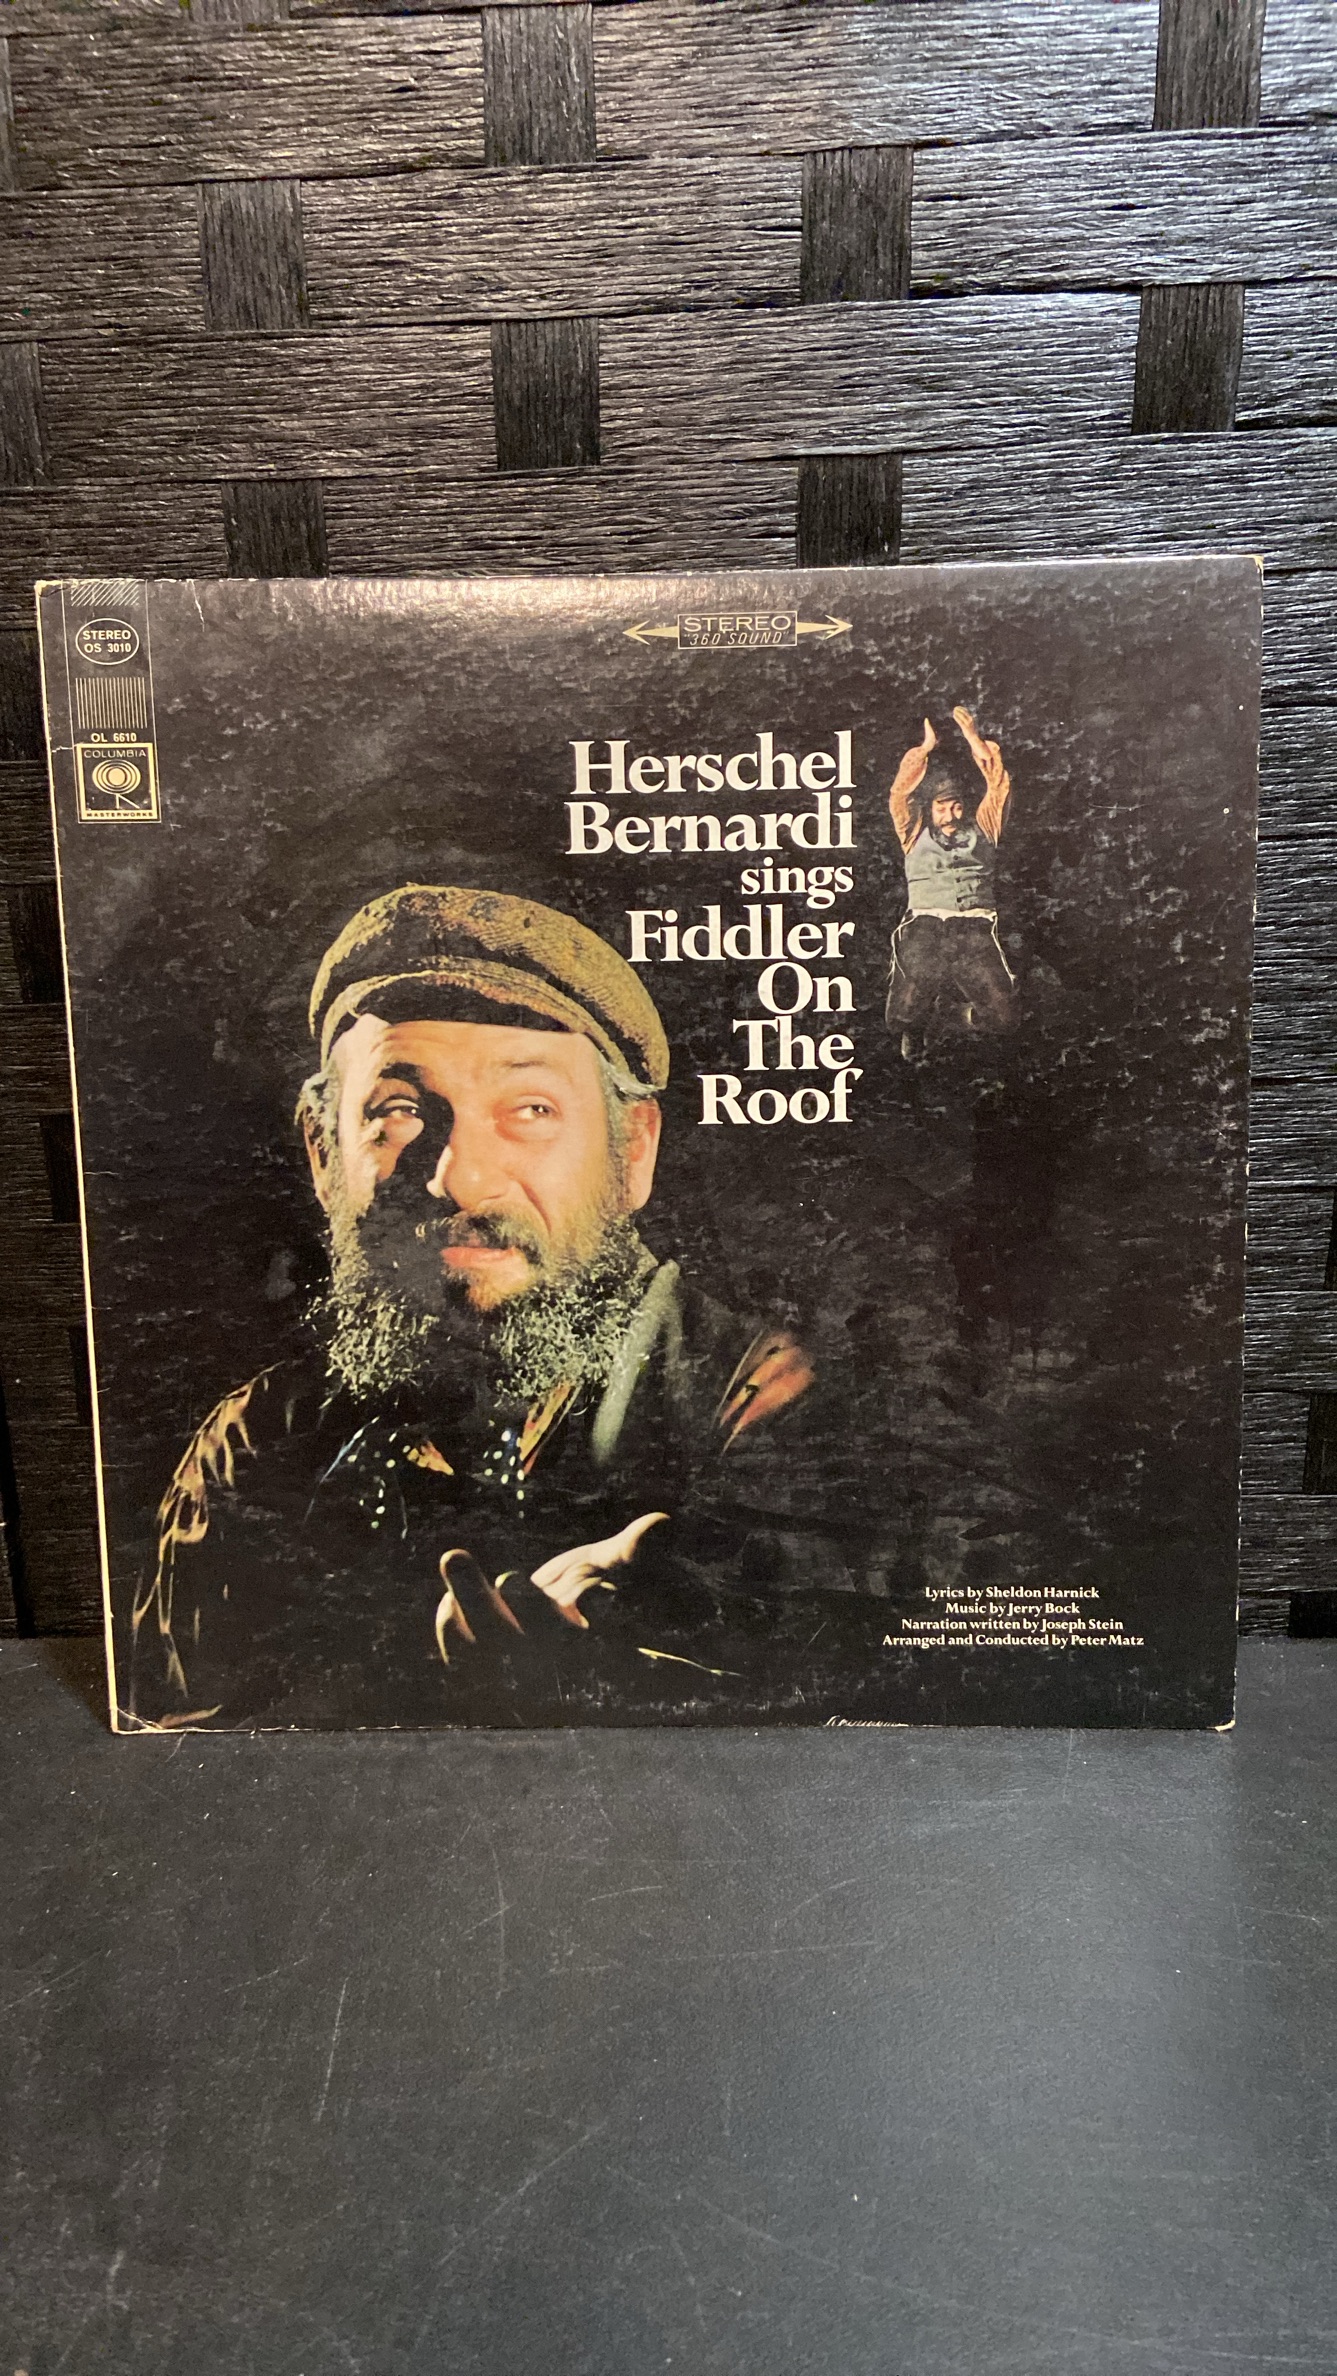 STEREO
OS 3010
OL 6610
COLUMBIA
MASTERWORKS
STEREO
"360 SOUND"
Herschel
Bernardi
sings
Fiddler
On
The
Roof
Lyrics by Sheldon Harnick
Music by Jerry Bock
Narration written by Joseph Stein
Arranged and Conducted by Peter Matz